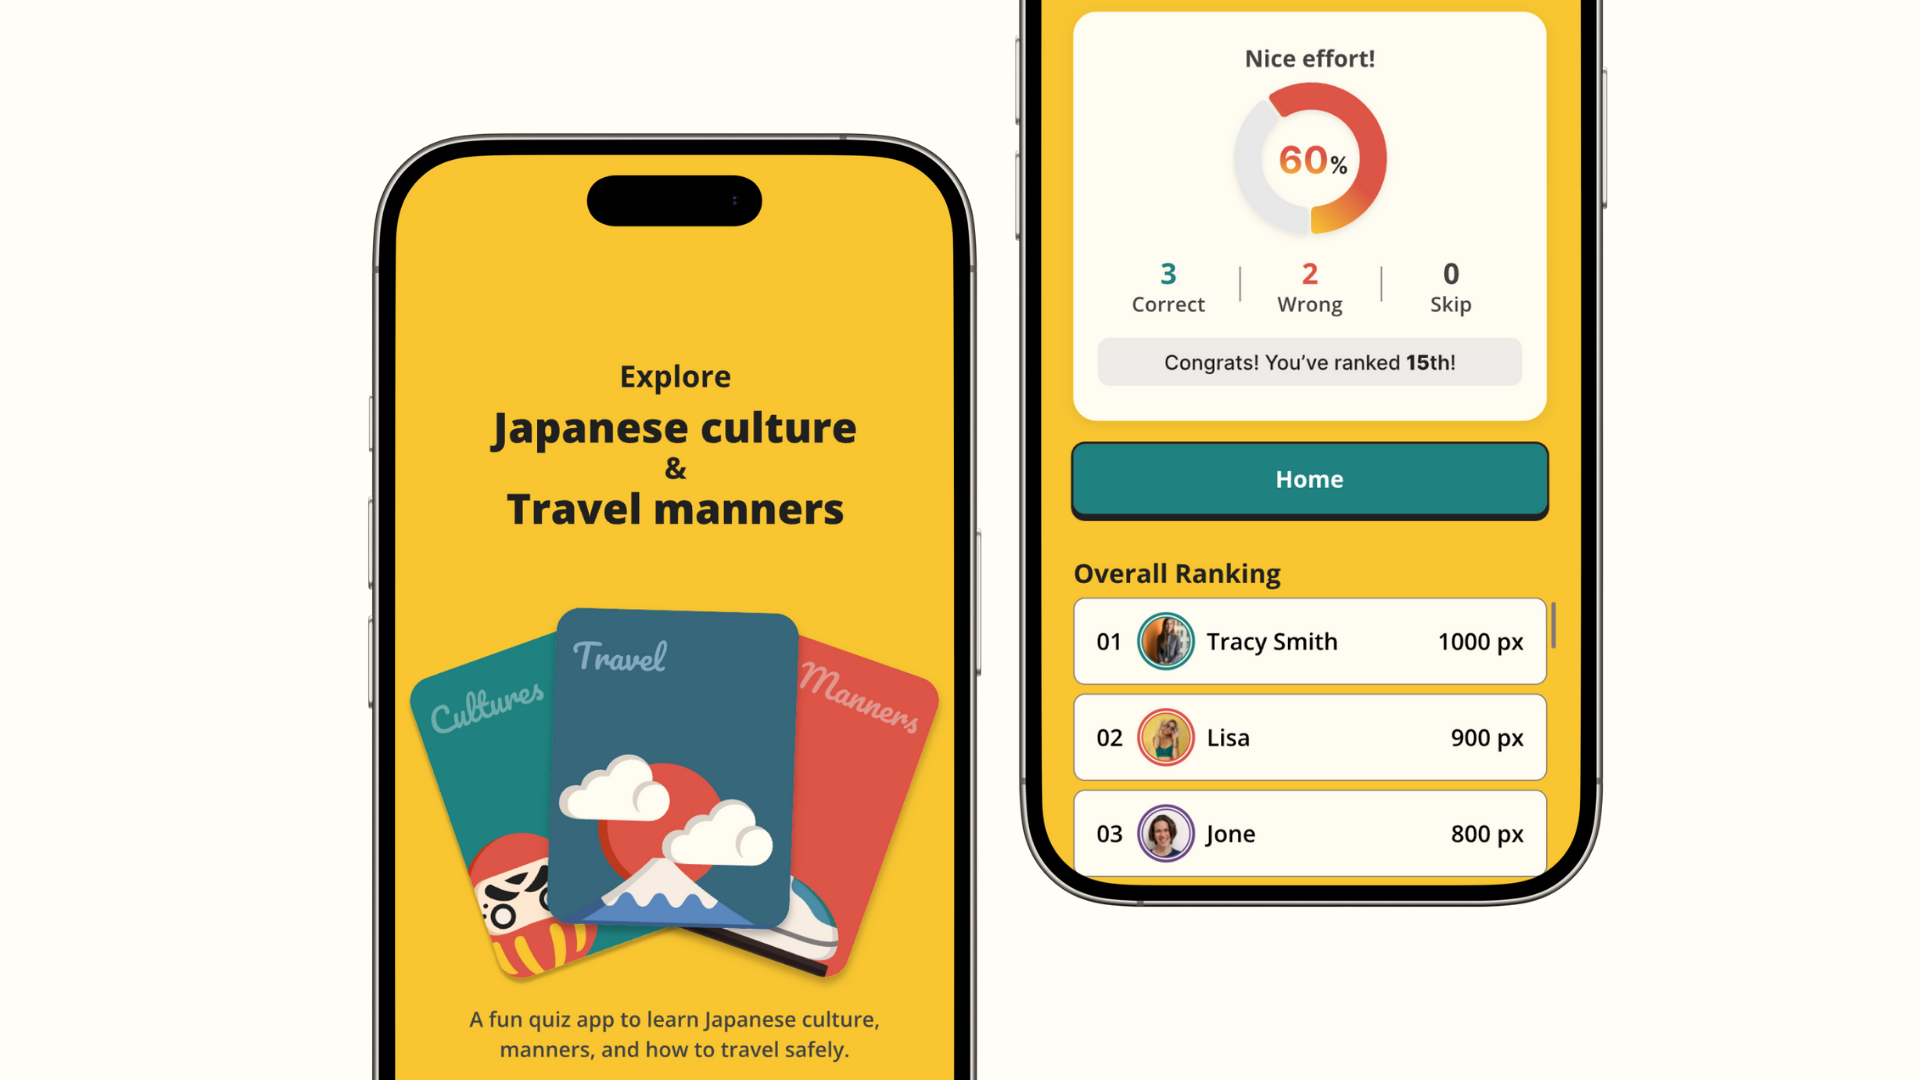 Explore
Japanese culture
&
Travel manners
Cultures
Travel
Manners
A fun quiz app to learn Japanese culture,
manners, and how to travel safely.
Nice effort!
60%
3 2 0
Correct Wrong Skip
Congrats! You’ve ranked 15th!
Home
Overall Ranking
01 Tracy Smith 1000 px
02 Lisa 900 px
03 Jone 800 px